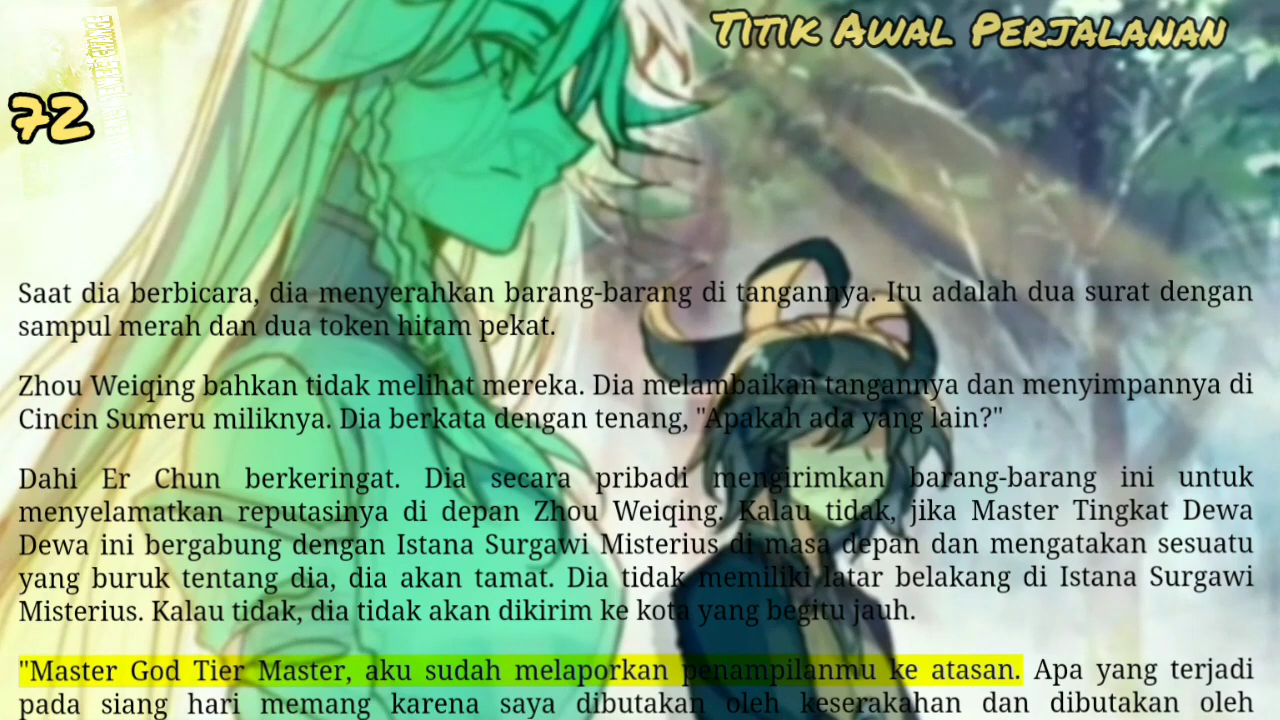 Titik Awal Perjalanan
72
Saat dia berbicara, dia menyerahkan barang-barang di tangannya. Itu adalah dua surat dengan
sampul merah dan dua token hitam pekat.
Zhou Weiqing bahkan tidak melihat mereka. Dia melambaikan tangannya dan menyimpannya di
Cincin Sumeru miliknya. Dia berkata dengan tenang, "Apakah ada yang lain?"
Dahi Er Chun berkeringat. Dia secara pribadi mengirimkan barang-barang ini untuk
menyelamatkan reputasinya di depan Zhou Weiqing. Kalau tidak, jika Master Tingkat Dewa
Dewa ini bergabung dengan Istana Surgawi Misterius di masa depan dan mengatakan sesuatu
yang buruk tentang dia, dia akan tamat. Dia tidak memiliki latar belakang di Istana Surgawi
Misterius. Kalau tidak, dia tidak akan dikirim ke kota yang begitu jauh.
"Master God Tier Master, aku sudah melaporkan penampilanmu ke atasan. Apa yang terjadi
pada siang hari memang karena saya dibutakan oleh keserakahan dan dibutakan oleh